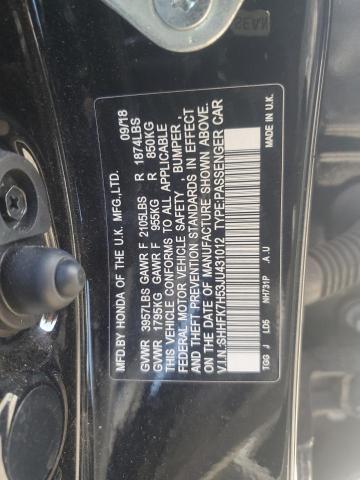 MFD.BY HONDA OF THE U.K. MFG.,LTD. 09/18
GVWR 3957LBS GAWR F 2105LBS R 1874LBS
GVWR 1795KG GAWR F 955KG R 850KG
THIS VEHICLE CONFORMS TO ALL APPLICABLE
FEDERAL MOTOR VEHICLE SAFETY, BUMPER,
AND THEFT PREVENTION STANDARDS IN EFFECT
ON THE DATE OF MANUFACTURE SHOWN ABOVE.
V.I.N.:SHHFK7H53JU431012 TYPE:PASSENGER CAR
TGG J L05 NH731P A U
MADE IN U.K.